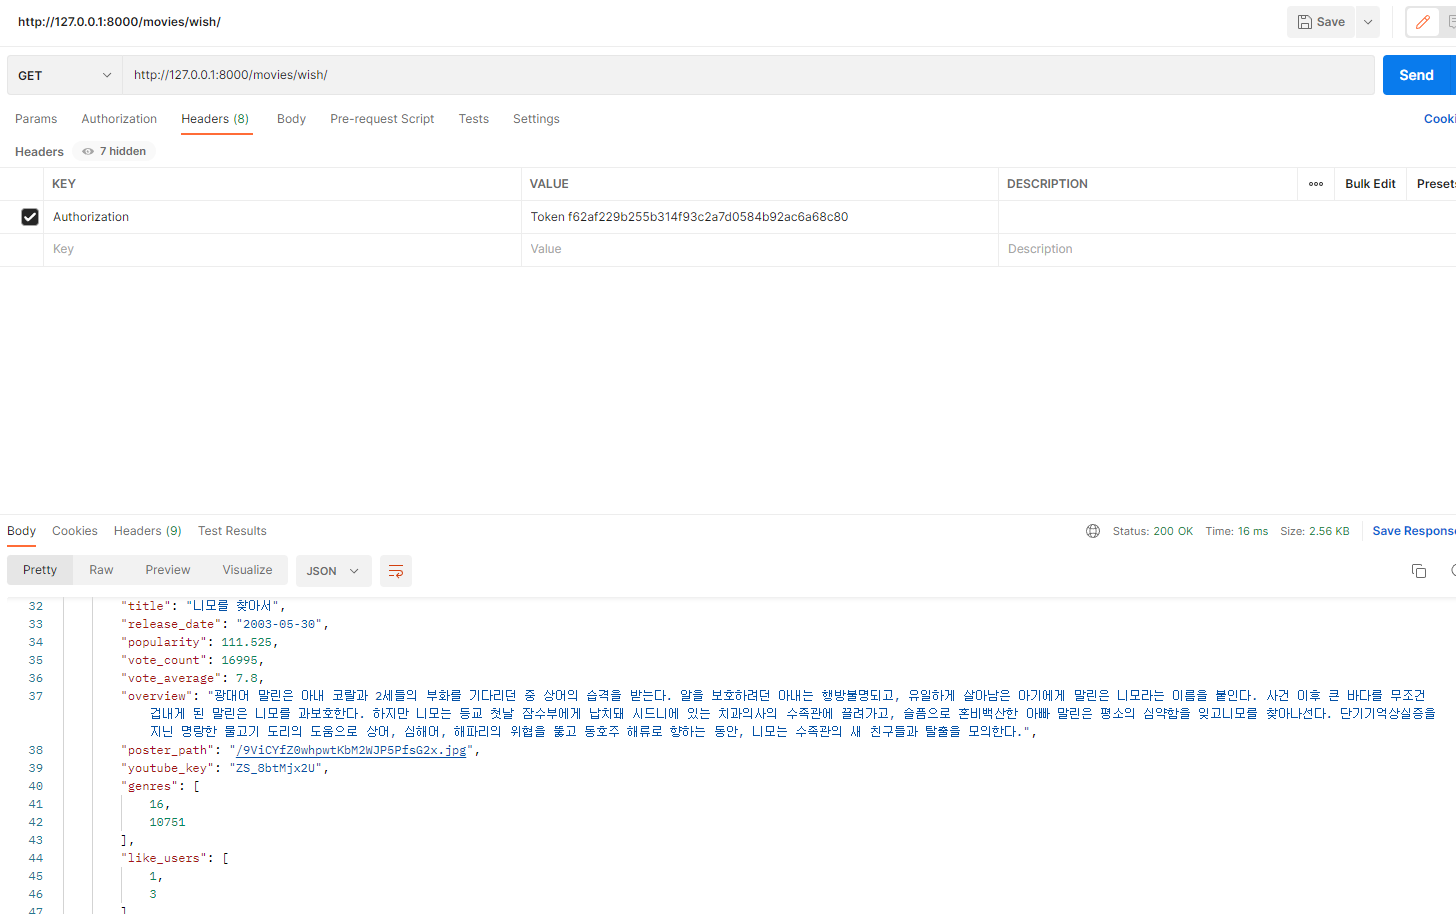 http://127.0.0.1:8000/movies/wish/
Save
GET
http://127.0.0.1:8000/movies/wish/
Send
Params Authorization Headers (8) Body Pre-request Script Tests Settings Cooki
Headers 7 hidden
KEY VALUE DESCRIPTION Bulk Edit Preset
Authorization Token f62af229b255b314f93c2a7d0584b92ac6a68c80
Key Value Description
Body Cookies Headers (9) Test Results Status: 200 OK Time: 16 ms Size: 2.56 KB Save Respons
Pretty Raw Preview Visualize JSON
32 "title": "니모를 찾아서",
33 "release_date": "2003-05-30",
34 "popularity": 111.525,
35 "vote_count": 16995,
36 "vote_average": 7.8,
37 "overview": "광대어 말린은 아내 코랄과 2세들의 부화를 기다리던 중 상어의 습격을 받는다. 알을 보호하려던 아내는 행방불명되고, 유일하게 살아남은 아기에게 말린은 니모라는 이름을 붙인다. 사건 이후 큰 바다를 무조건
겁내게 된 말린은 니모를 과보호한다. 하지만 니모는 등교 첫날 잠수부에게 납치돼 시드니에 있는 치과의사의 수족관에 끌려가고, 슬픔으로 혼비백산한 아빠 말린은 평소의 심약함을 잊고니모를 찾아나선다. 단기기억상실증을
지닌 명랑한 물고기 도리의 도움으로 상어, 심해어, 해파리의 위협을 뚫고 동호주 해류로 향하는 동안, 니모는 수족관의 새 친구들과 탈출을 모의한다.",
38 "poster_path": "/9ViCYfZ0whpwtKbM2WJP5PfsG2x.jpg",
39 "youtube_key": "ZS_8btMjx2U",
40 "genres": [
41 16,
42 10751
43 ],
44 "like_users": [
45 1,
46 3
47 ]